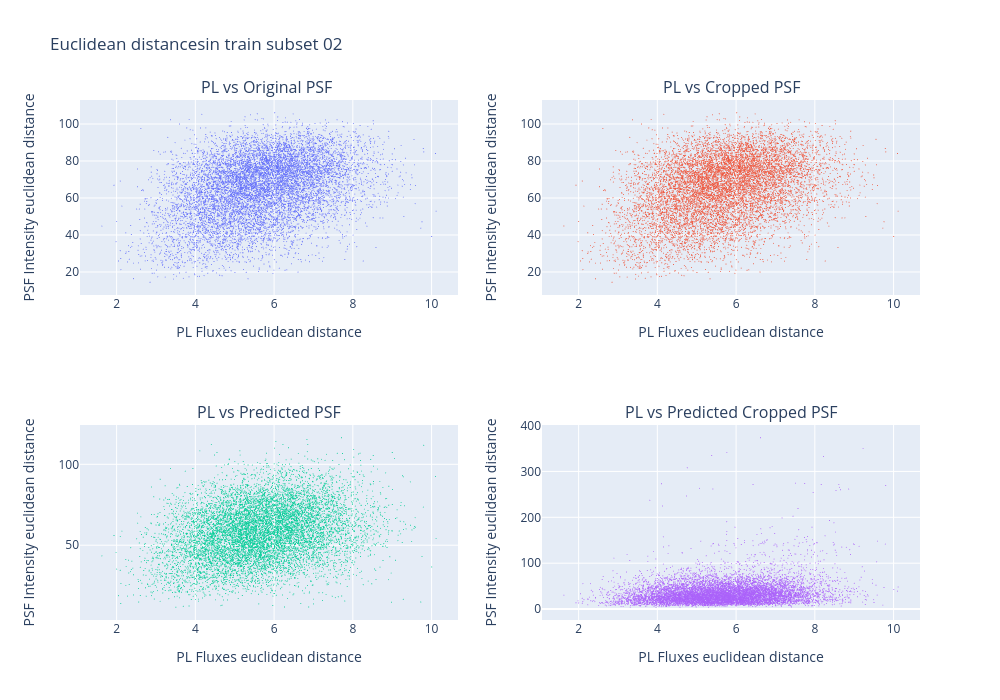 Euclidean distancesin train subset 02
PL vs Original PSF
PL vs Cropped PSF
PSF Intensity euclidean distance
100
80
60
40
20
2
4
6
8
10
PL Fluxes euclidean distance
PSF Intensity euclidean distance
100
80
60
40
20
2
4
6
8
10
PL Fluxes euclidean distance
PL vs Predicted PSF
PL vs Predicted Cropped PSF
PSF Intensity euclidean distance
100
50
2
4
6
8
10
PL Fluxes euclidean distance
PSF Intensity euclidean distance
400
300
200
100
0
2
4
6
8
10
PL Fluxes euclidean distance